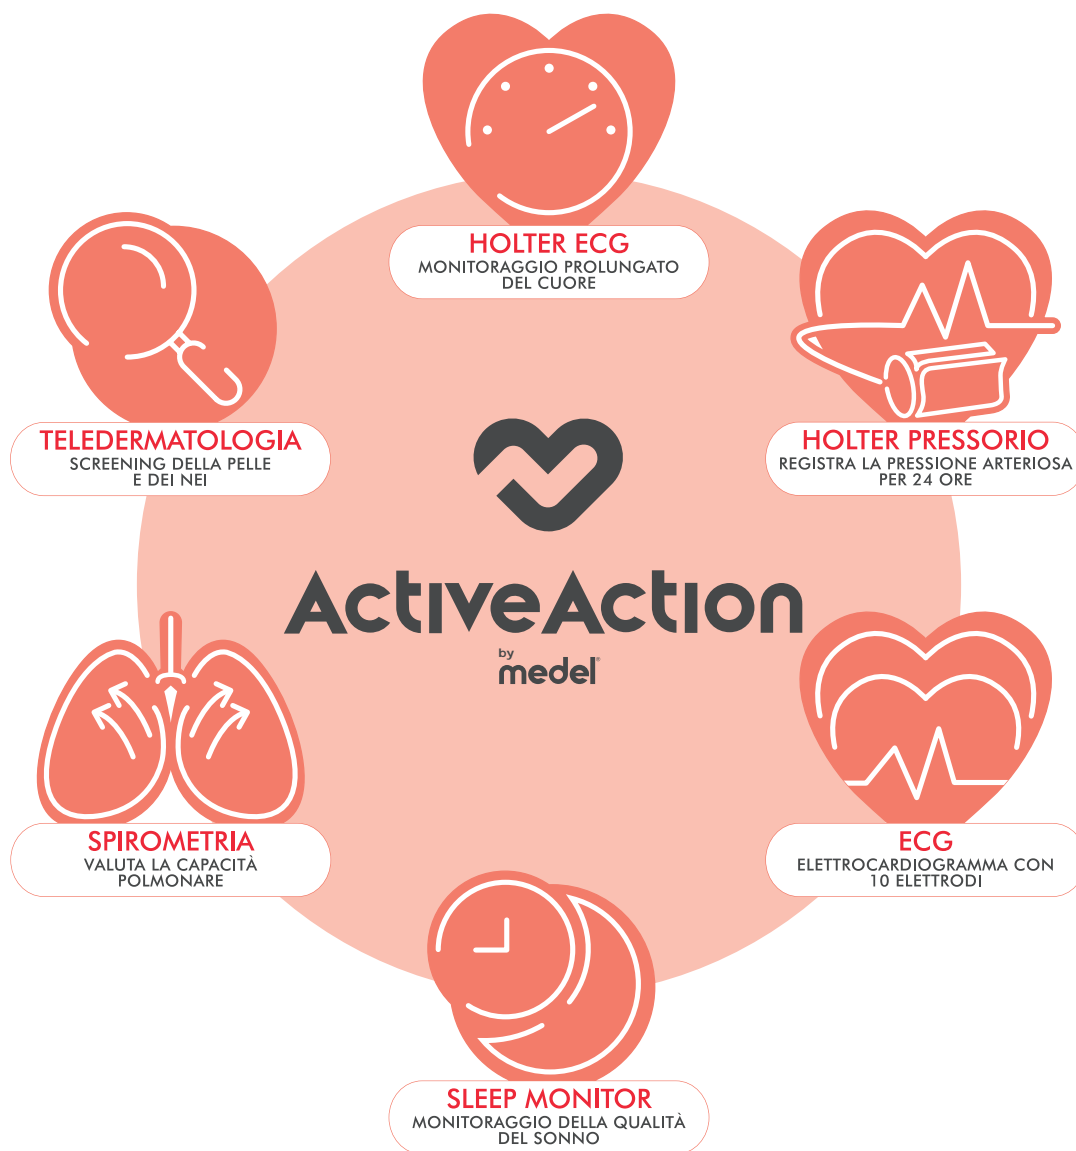 HOLTER ECG
MONITORAGGIO PROLUNGATO
DEL CUORE
TELEDERMATOLOGIA
SCREENING DELLA PELLE
E DEI NEI
HOLTER PRESSORIO
REGISTRA LA PRESSIONE ARTERIOSA
PER 24 ORE
ActiveAction
by
medel®
SPIROMETRIA
VALUTA LA CAPACITÀ
POLMONARE
ECG
ELETTROCARDIOGRAMMA CON
10 ELETTRODI
SLEEP MONITOR
MONITORAGGIO DELLA QUALITÀ
DEL SONNO